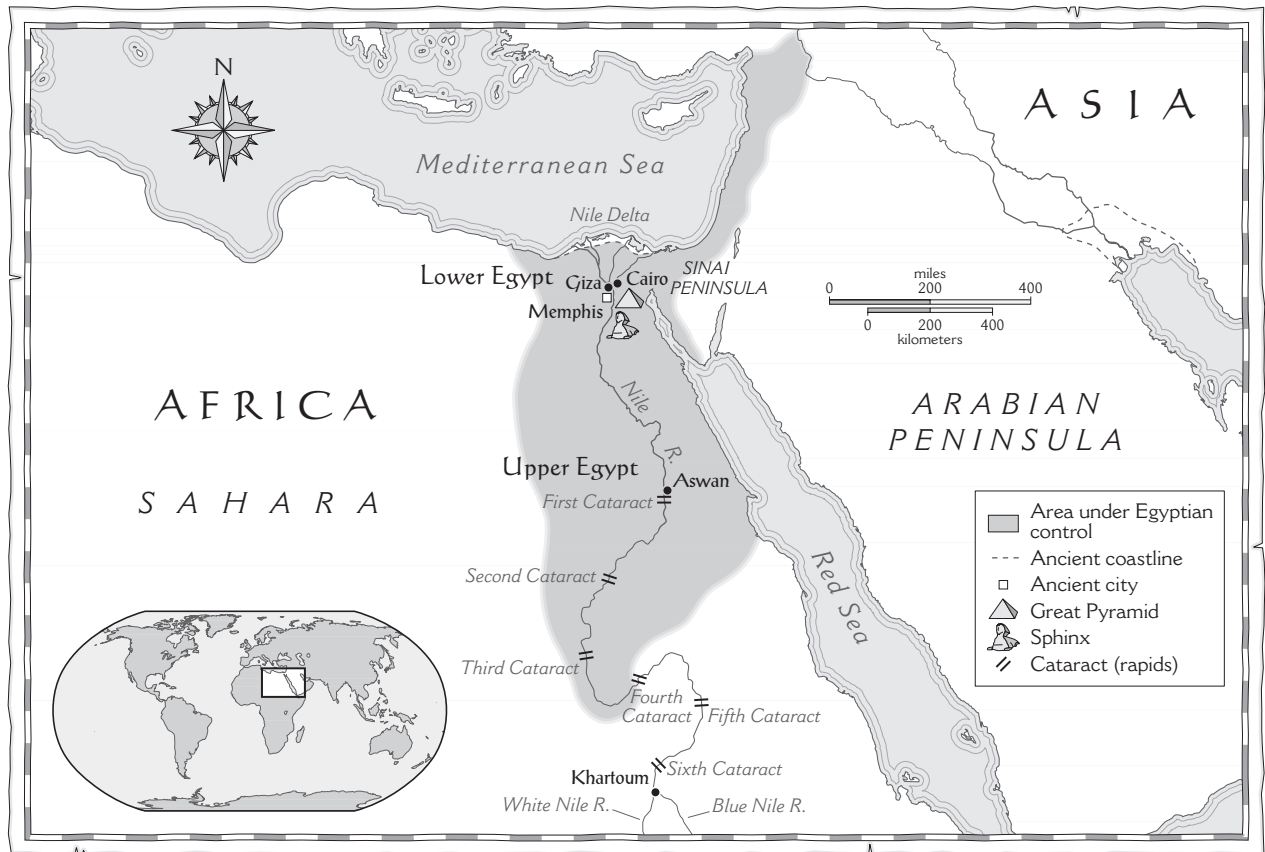 N
ASIA
Mediterranean Sea
Nile Delta
Lower Egypt
Giza
Cairo
SINAI
PENINSULA
Memphis
miles
0 200 400
0 200 400
kilometers
AFRICA
Nile R.
ARABIAN
PENINSULA
Upper Egypt
Aswan
SAHARA
First Cataract
Area under Egyptian
control
Ancient coastline
Ancient city
Great Pyramid
Sphinx
Cataract (rapids)
Second Cataract
Red Sea
Third Cataract
Fourth
Cataract
Fifth Cataract
Sixth Cataract
Khartoum
White Nile R.
Blue Nile R.